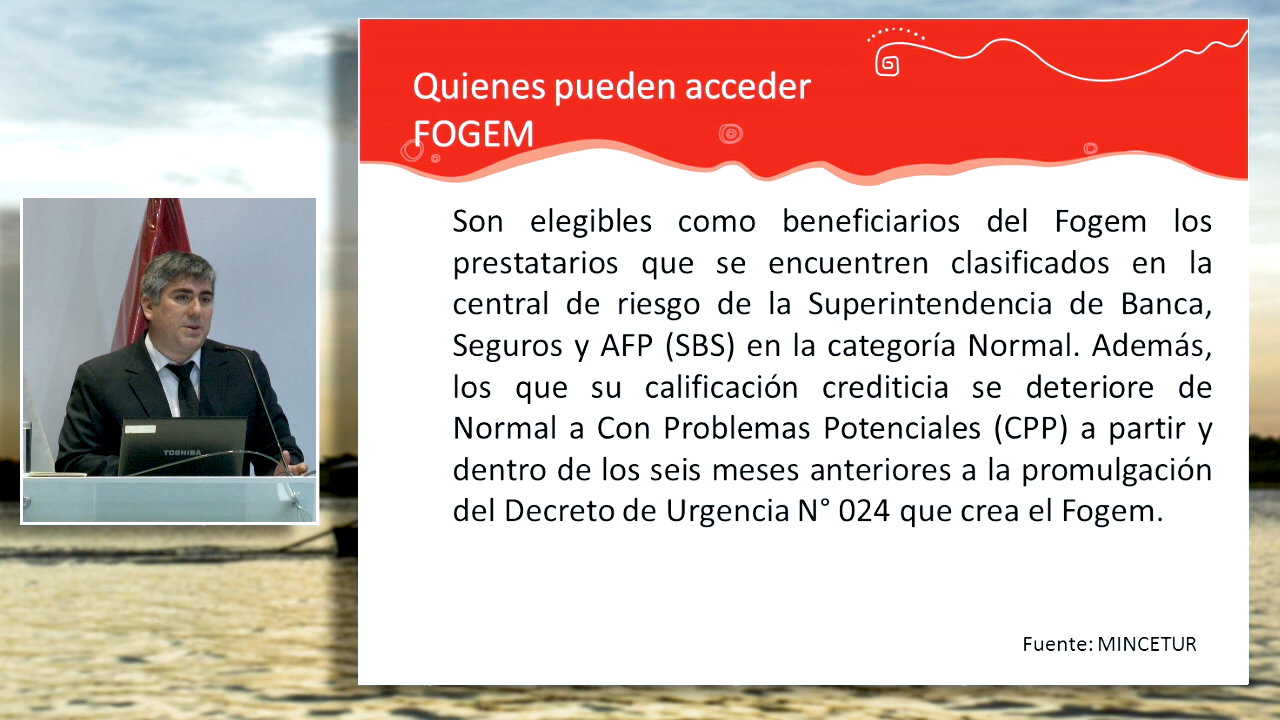 Quienes pueden acceder
FOGEM
Son elegibles como beneficiarios del Fogem los
prestatarios que se encuentren clasificados en la
central de riesgo de la Superintendencia de Banca,
Seguros y AFP (SBS) en la categoría Normal. Además,
los que su calificación crediticia se deteriore de
Normal a Con Problemas Potenciales (CPP) a partir y
dentro de los seis meses anteriores a la promulgación
del Decreto de Urgencia N° 024 que crea el Fogem.
Fuente: MINCETUR
TOSHIBA